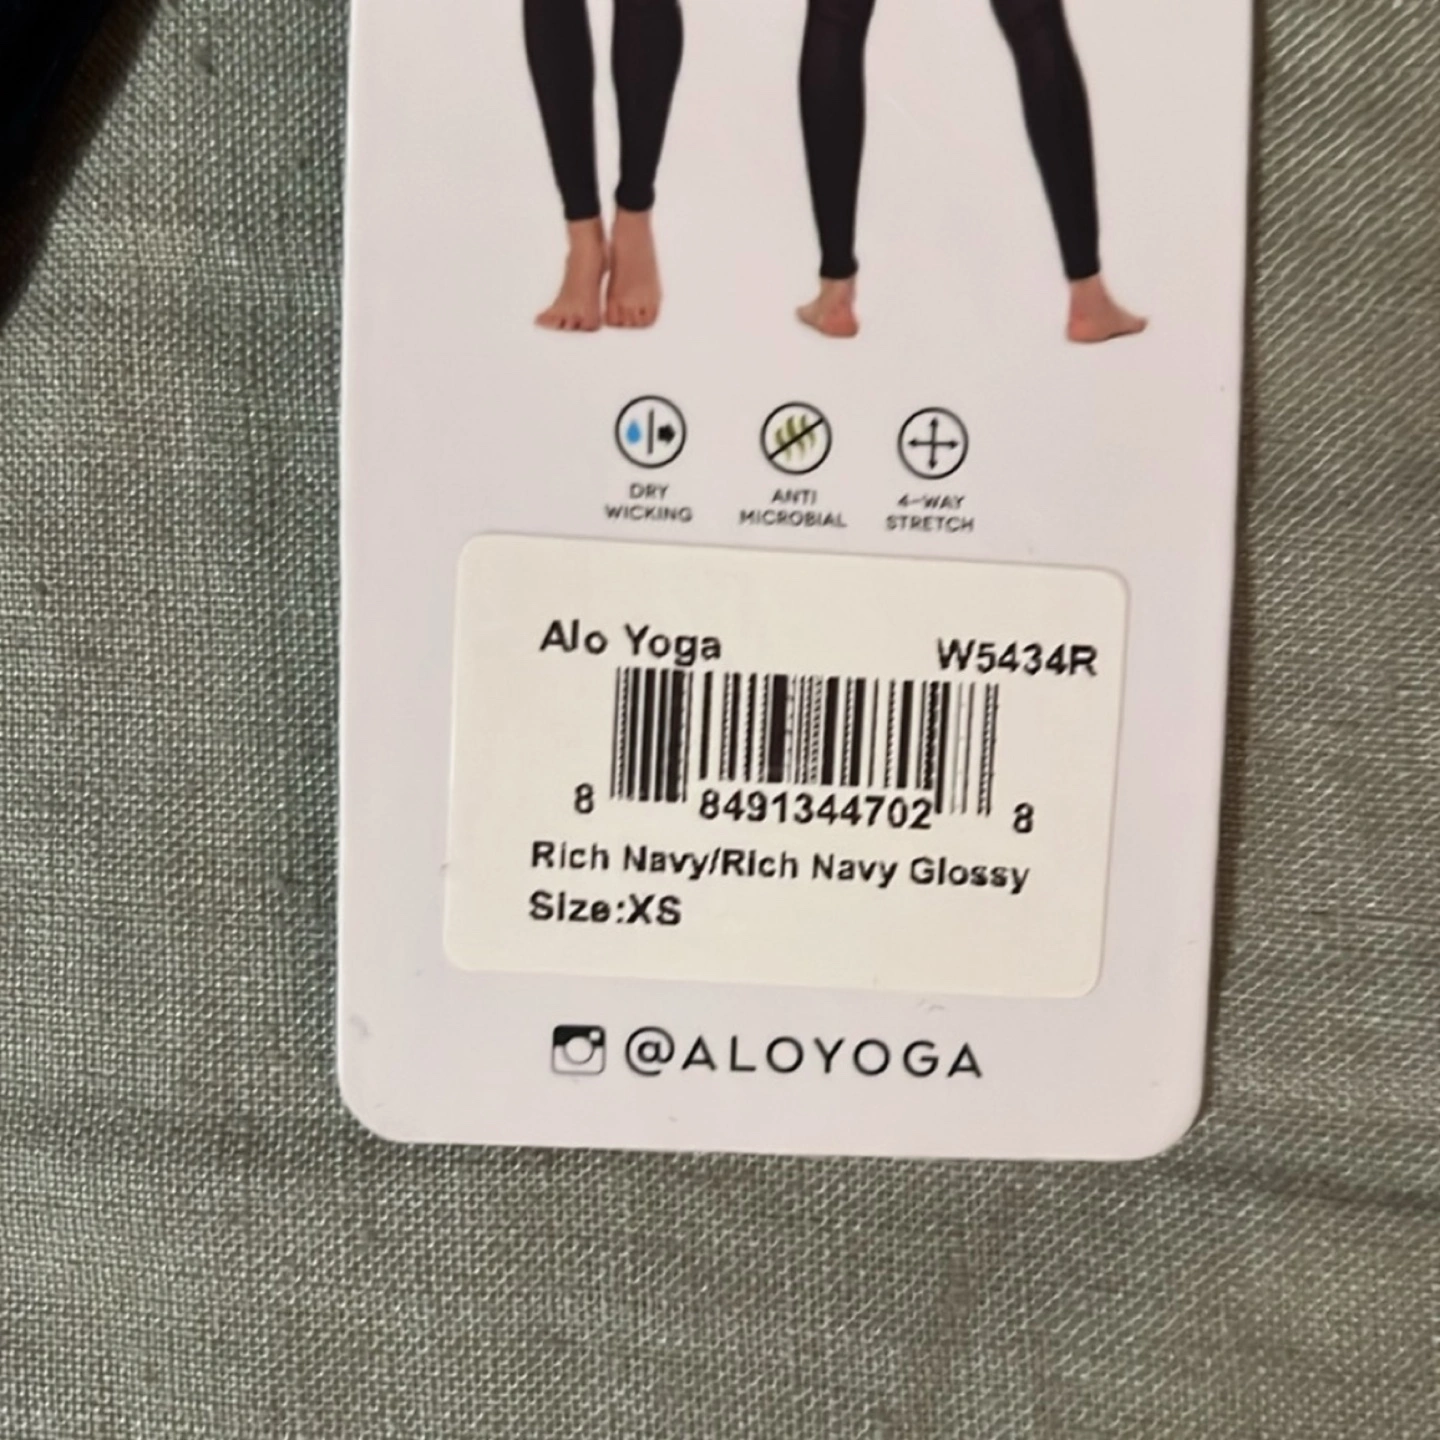 DRY
WICKING
ANTI
MICROBIAL
4-WAY
STRETCH
Alo Yoga W5434R
8 8491344702 8
Rich Navy/Rich Navy Glossy
Size:XS
@ALOYOGA